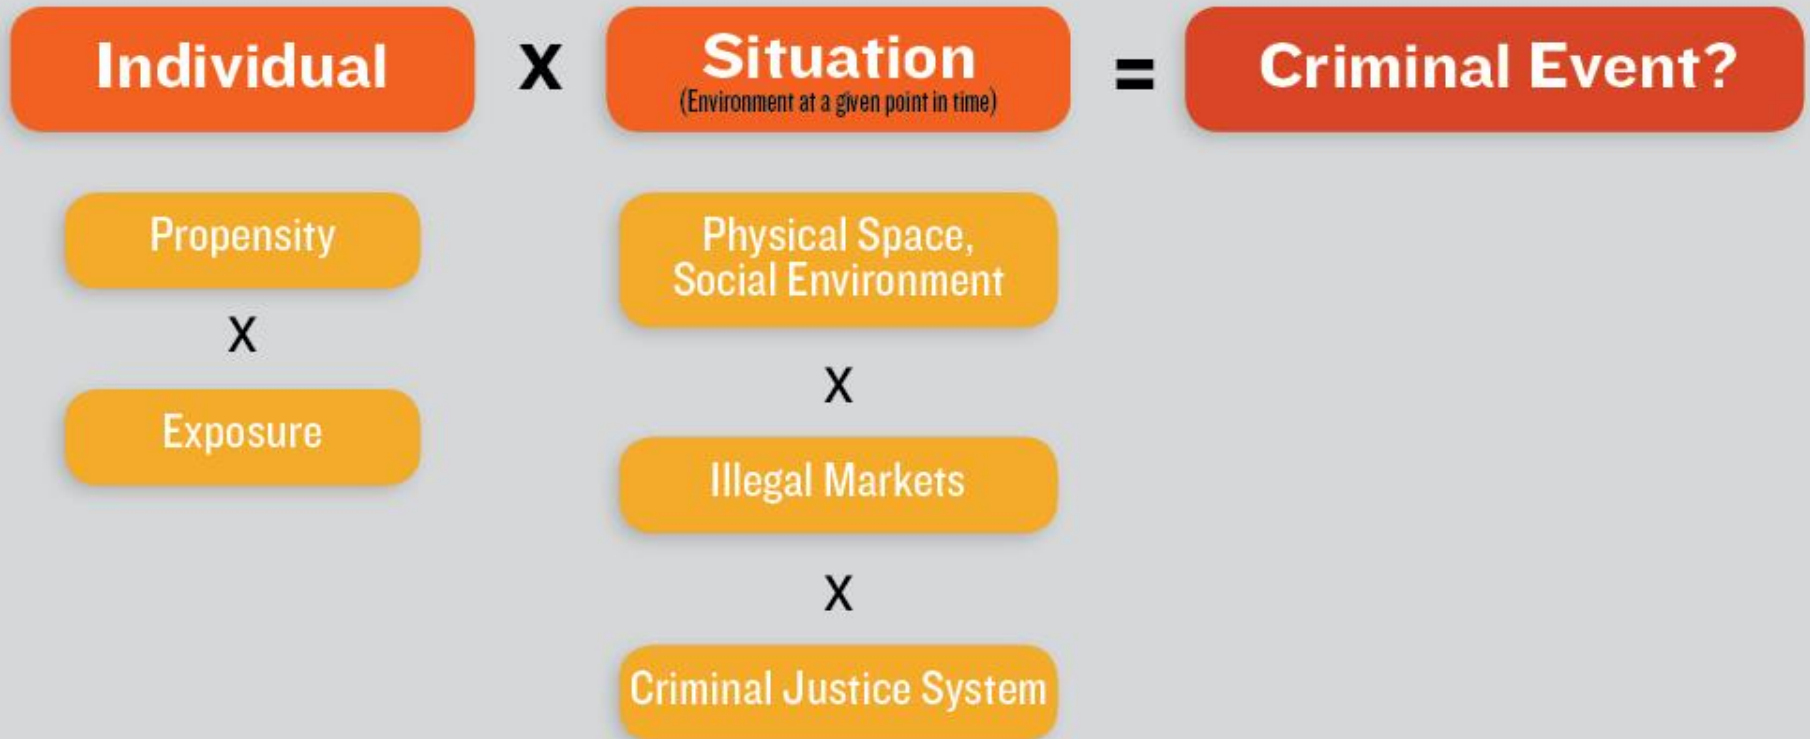 Individual
X
Situation
(Environment at a given point in time)
=
Criminal Event?
Propensity
X
Exposure
Physical Space,
Social Environment
X
Illegal Markets
X
Criminal Justice System